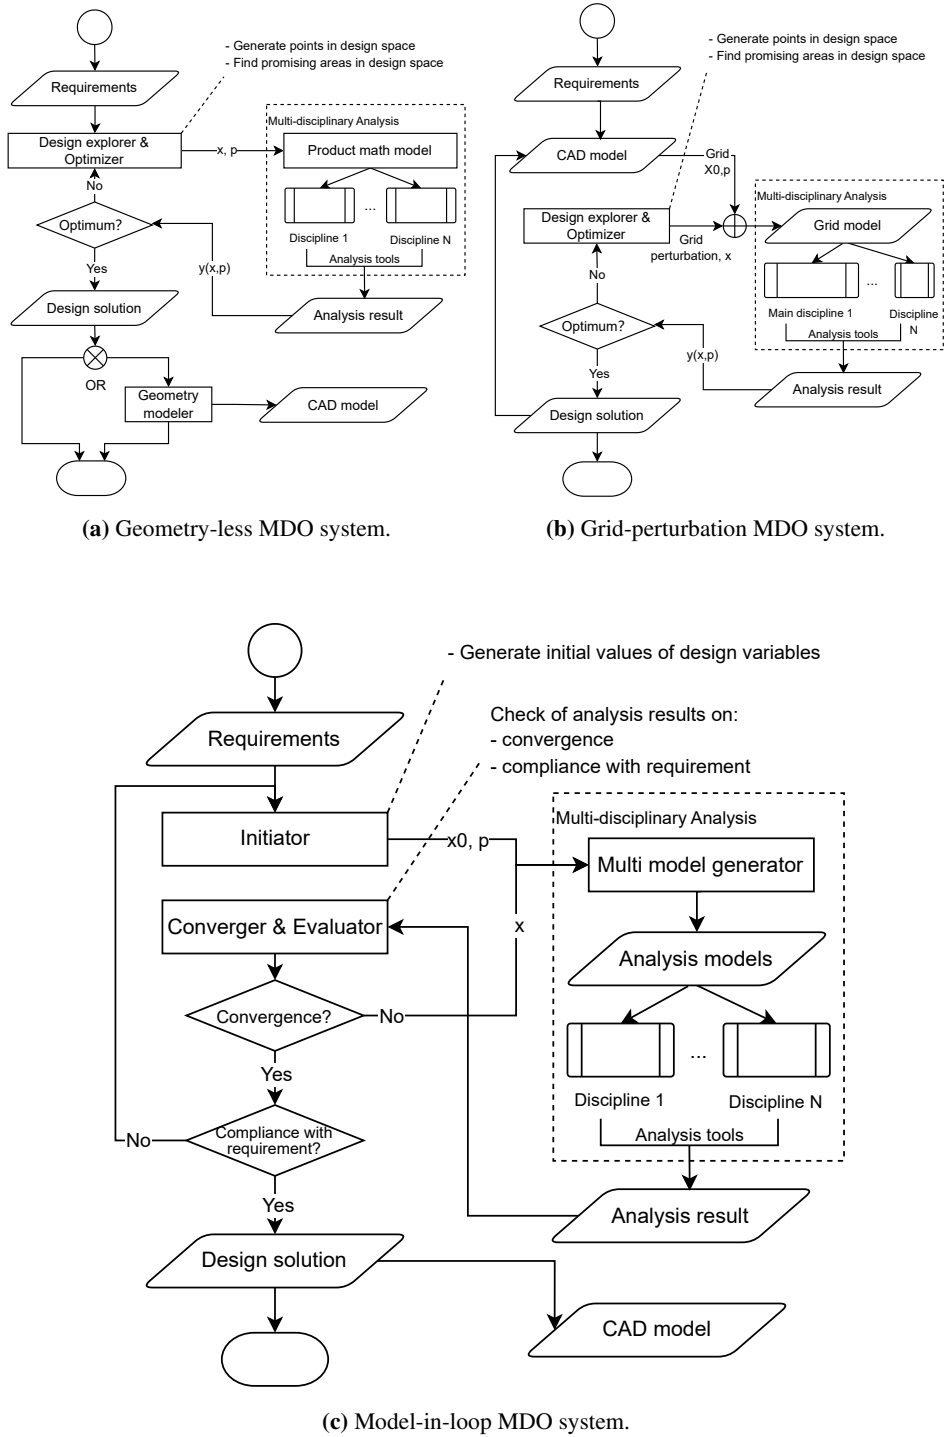 - Generate points in design space
- Find promising areas in design space
Requirements
Multi-disciplinary Analysis
Design explorer &
Optimizer
x, p
Product math model
No
Optimum?
...
Discipline 1
Discipline N
Analysis tools
Yes
y(x,p)
Design solution
Analysis result
OR
Geometry
modeler
CAD model
(a) Geometry-less MDO system.
- Generate points in design space
- Find promising areas in design space
Requirements
CAD model
Grid
X0,p
Multi-disciplinary Analysis
Design explorer &
Optimizer
Grid
perturbation, x
Grid model
No
...
Main discipline 1
Discipline
N
Optimum?
Analysis tools
y(x,p)
Yes
Analysis result
Design solution
(b) Grid-perturbation MDO system.
- Generate initial values of design variables
Requirements
Check of analysis results on:
- convergence
- compliance with requirement
Initiator
x0, p
Multi-disciplinary Analysis
Multi model generator
Converger & Evaluator
x
Analysis models
Convergence?
No
...
Yes
Discipline 1
Discipline N
No
Compliance with
requirement?
Analysis tools
Yes
Analysis result
Design solution
CAD model
(c) Model-in-loop MDO system.